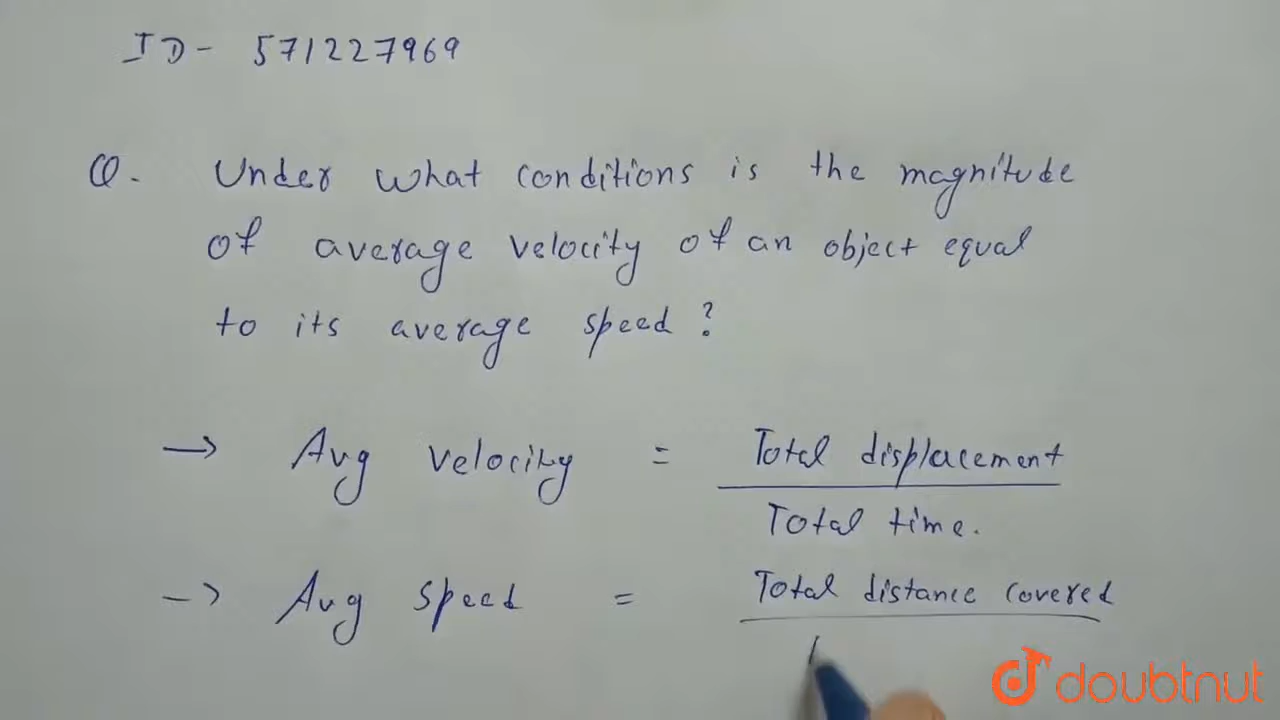 ID- 571227969
Q. Under what conditions is the magnitude
of average velocity of an object equal
to its average speed?
→ Avg velocity = Total displacement
Total time.
→ Avg speed = Total distance covered
doubtnut